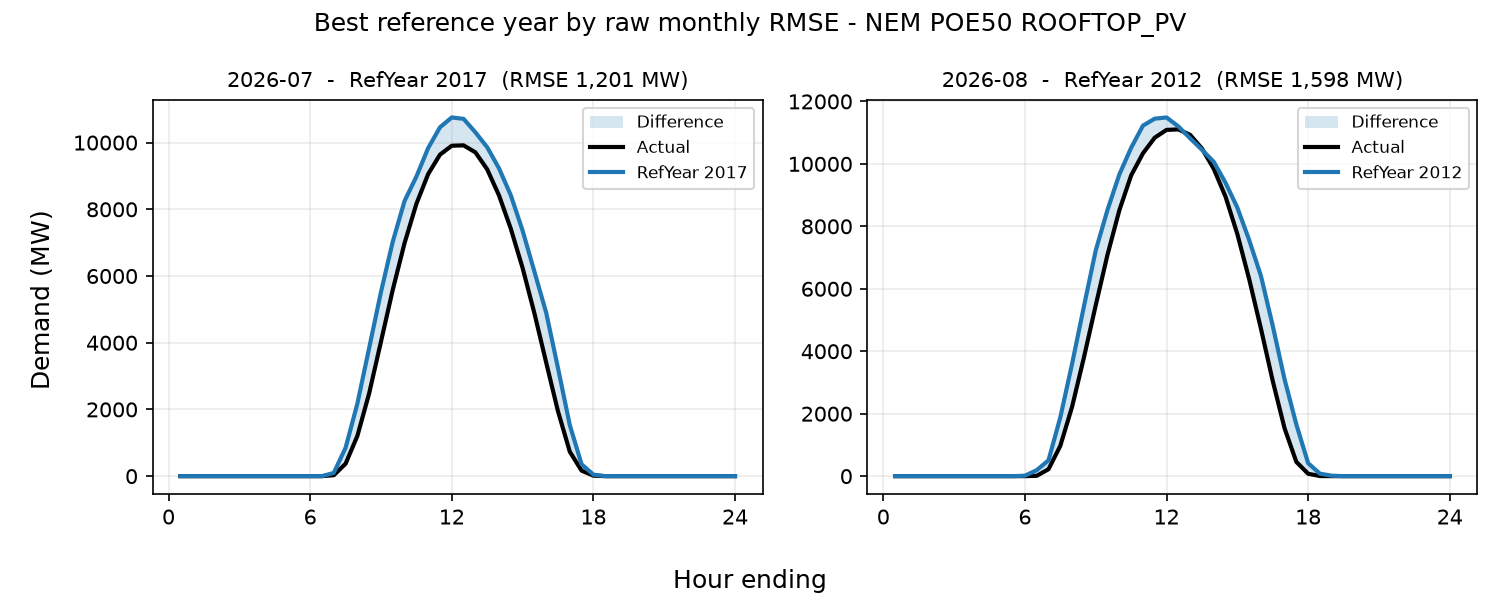 Best reference year by raw monthly RMSE - NEM POE50 ROOFTOP_PV
2026-07 - RefYear 2017 (RMSE 1,201 MW)
Demand (MW)
10000
8000
6000
4000
2000
0
0 6 12 18 24
Difference
Actual
RefYear 2017
2026-08 - RefYear 2012 (RMSE 1,598 MW)
12000
10000
8000
6000
4000
2000
0
0 6 12 18 24
Difference
Actual
RefYear 2012
Hour ending